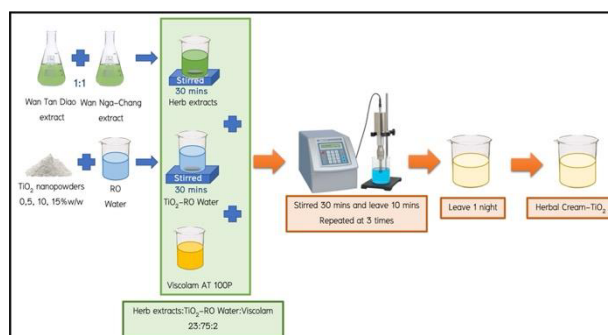 Wan Tan Diao
extract
1:1
Wan Nga-Chang
extract
Stirred
30 mins
Herb extracts
TiO₂ nanopowders
0,5, 10, 15%w/w
RO
Water
Stirred
30 mins
TiO₂-RO Water
Viscolam AT 100P
Herb extracts:TiO₂-RO Water:Viscolam
23:75:2
Stirred 30 mins and leave 10 mins
Repeated at 3 times
Leave 1 night
Herbal Cream-TiO₂